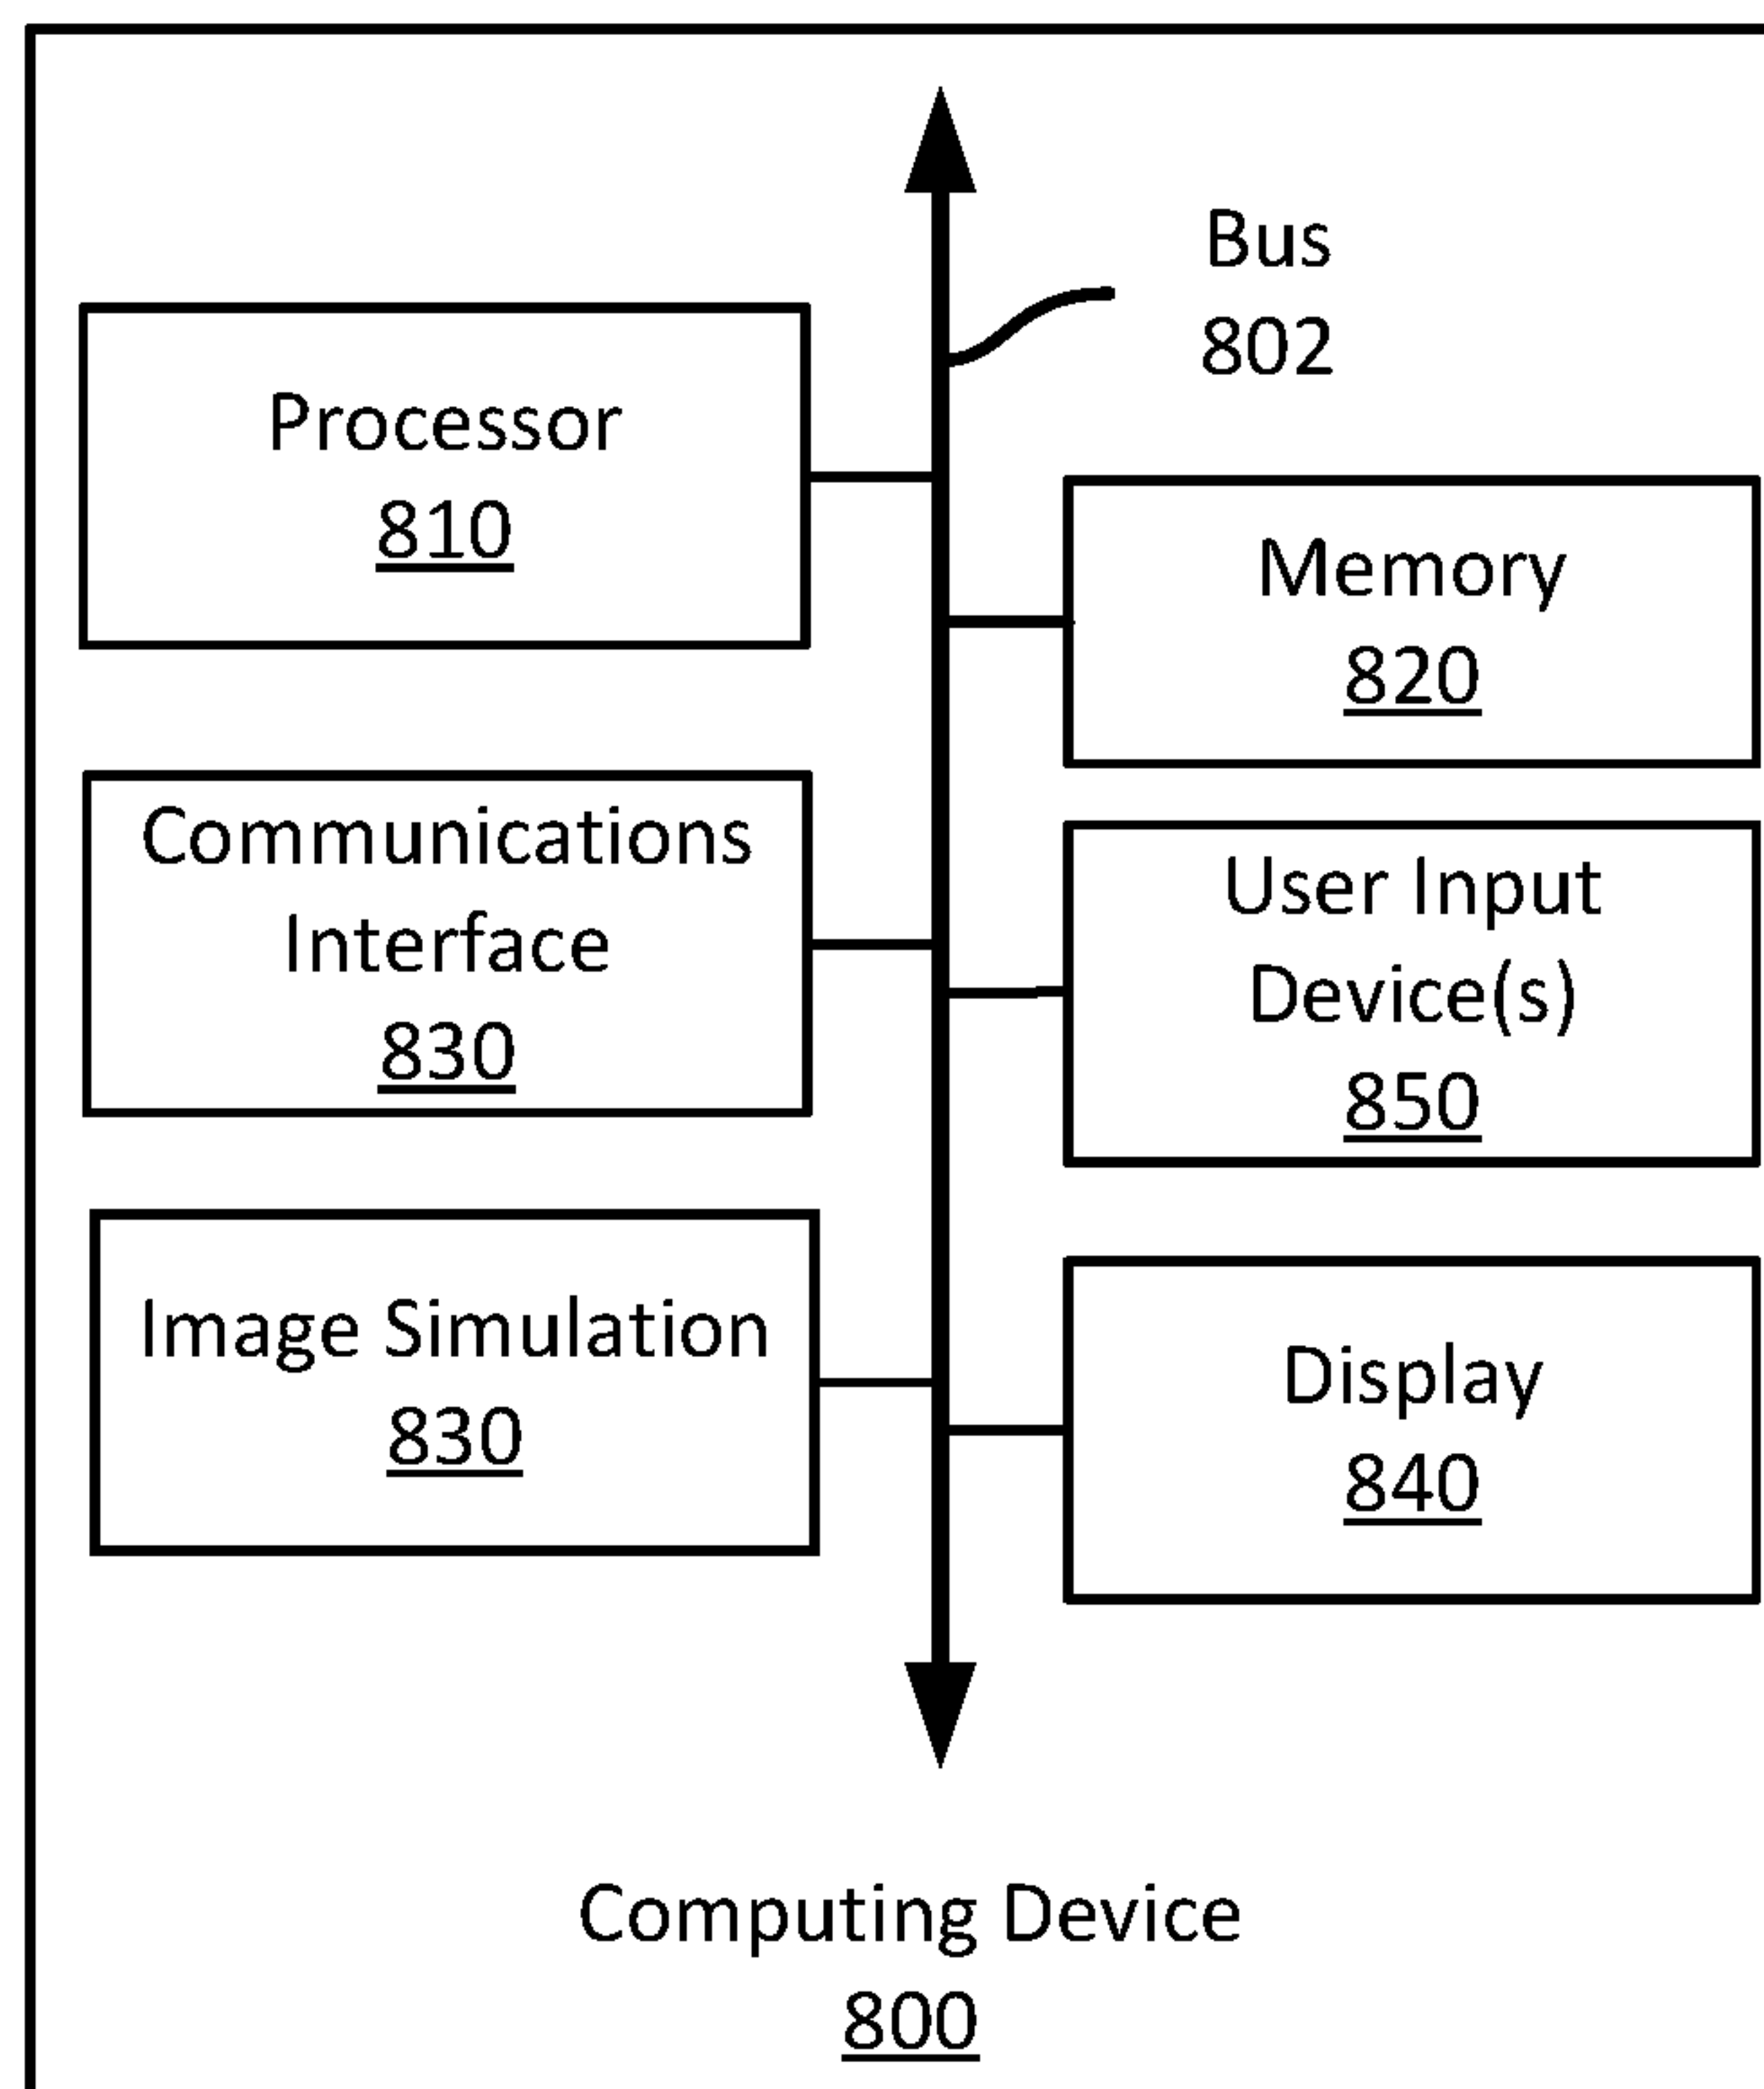 Bus
802
Processor
810
Memory
820
Communications
Interface
830
User Input
Device(s)
850
Image Simulation
830
Display
840
Computing Device
800